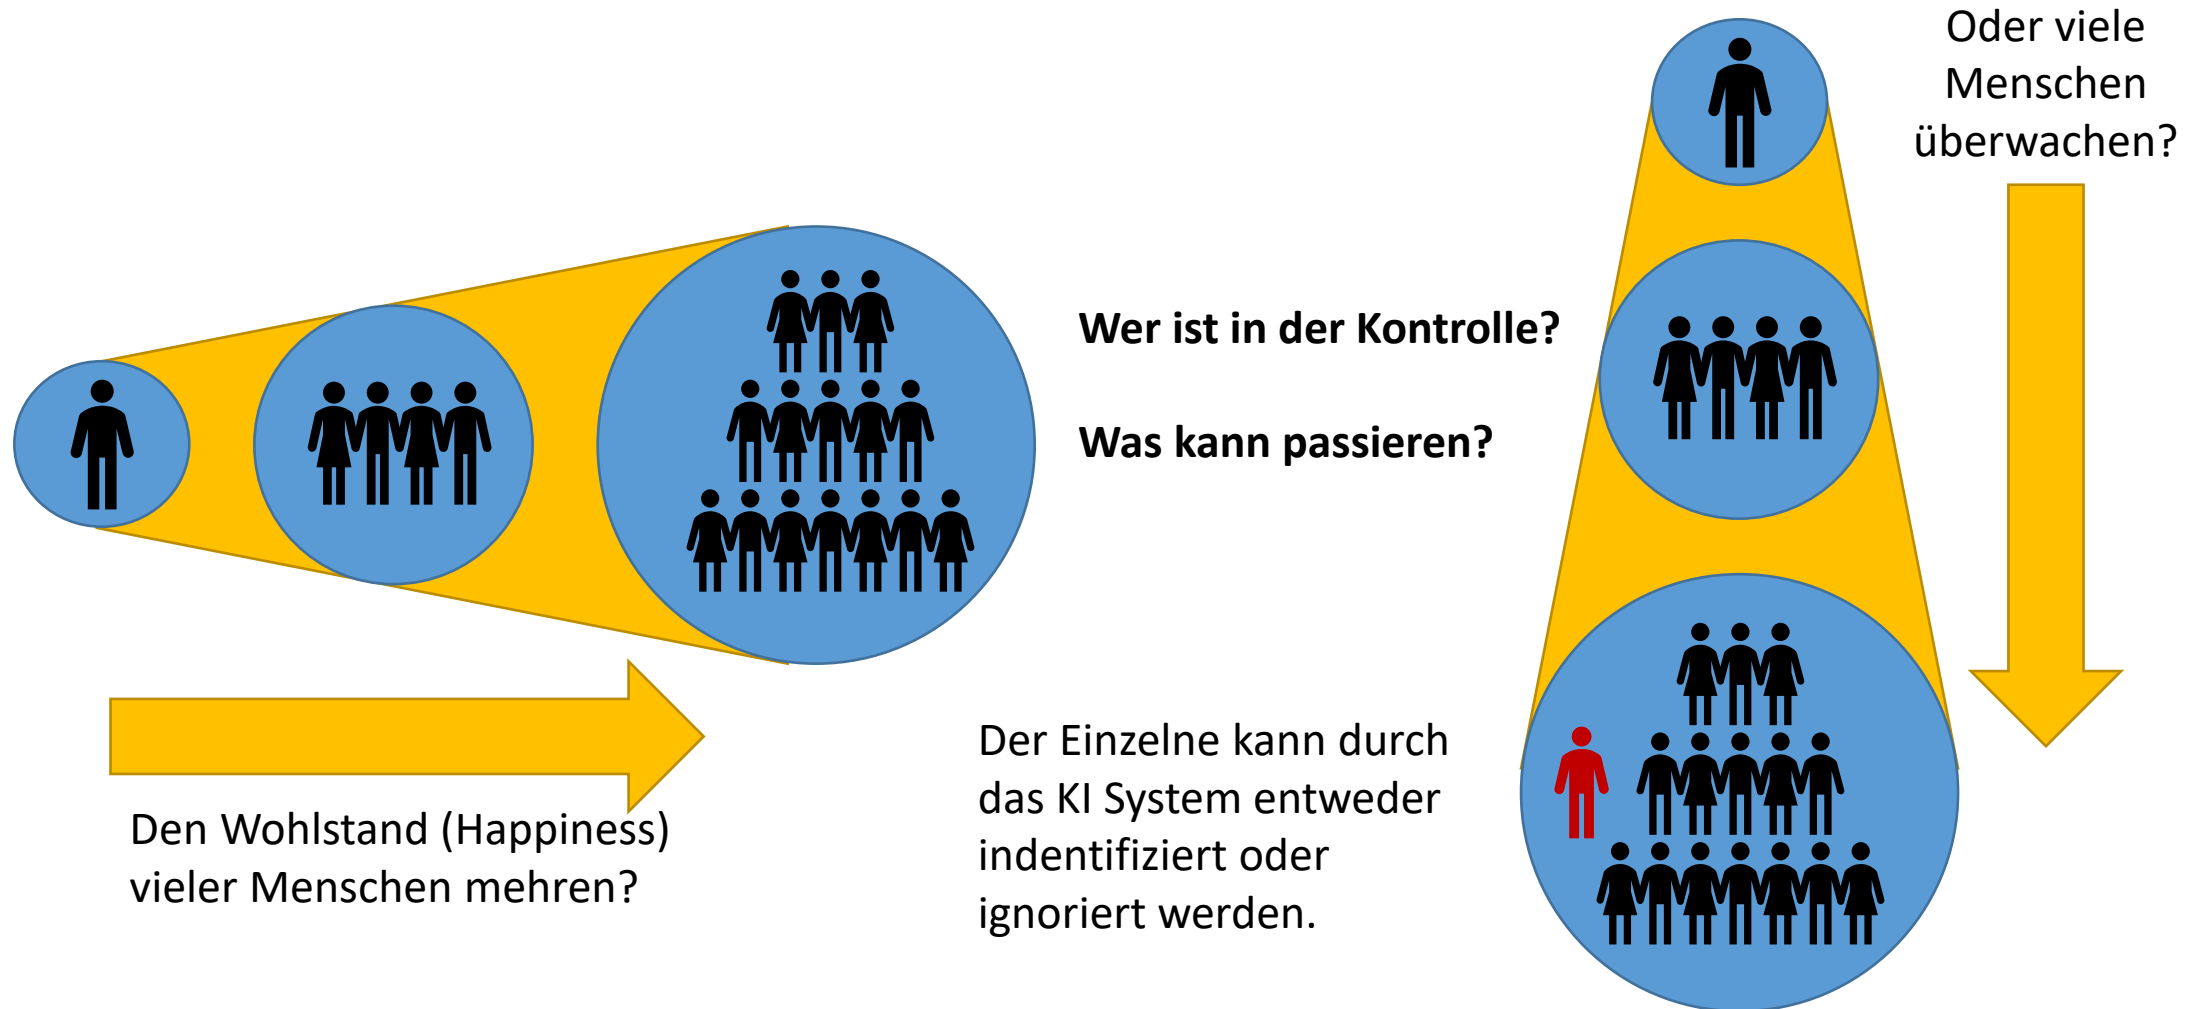 Oder viele
Menschen
überwachen?
Wer ist in der Kontrolle?
Was kann passieren?
Den Wohlstand (Happiness)
vieler Menschen mehren?
Der Einzelne kann durch
das KI System entweder
indentifiziert oder
ignoriert werden.